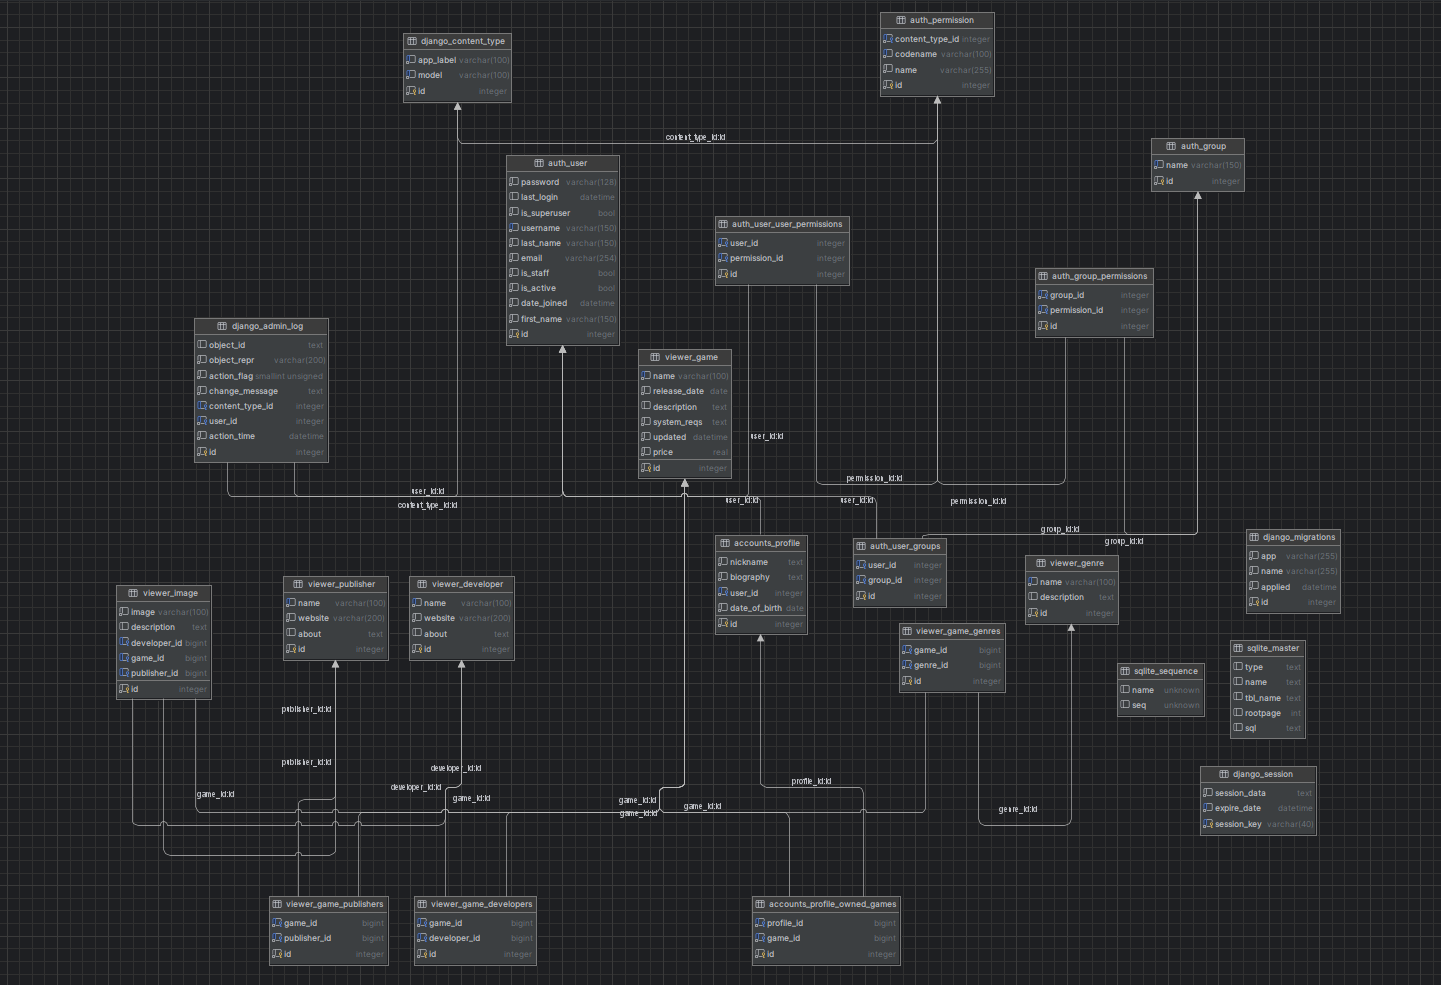 auth_permission
content_type_id integer
codename varchar(100)
name varchar(255)
id integer
django_content_type
app_label varchar(100)
model varchar(100)
id integer
content_type_id:id
auth_group
name varchar(150)
id integer
auth_user
password varchar(128)
last_login datetime
is_superuser bool
username varchar(150)
last_name varchar(150)
email varchar(254)
is_staff bool
is_active bool
date_joined datetime
first_name varchar(150)
id integer
auth_user_user_permissions
user_id integer
permission_id integer
id integer
auth_group_permissions
group_id integer
permission_id integer
id integer
django_admin_log
object_id text
object_repr varchar(200)
action_flag smallint unsigned
change_message text
content_type_id integer
user_id integer
action_time datetime
id integer
viewer_game
name varchar(100)
release_date date
description text
system_reqs text
updated datetime
price real
id integer
user_id:id
permission_id:id
user_id:id
user_id:id
user_id:id
permission_id:id
content_type_id:id
group_id:id
group_id:id
accounts_profile
nickname text
biography text
user_id integer
date_of_birth date
id integer
auth_user_groups
user_id integer
group_id integer
id integer
viewer_genre
name varchar(100)
description text
id integer
django_migrations
app varchar(255)
name varchar(255)
applied datetime
id integer
viewer_image
image varchar(100)
description text
developer_id bigint
game_id bigint
publisher_id bigint
id integer
viewer_publisher
name varchar(100)
website varchar(200)
about text
id integer
viewer_developer
name varchar(100)
website varchar(200)
about text
id integer
viewer_game_genres
game_id bigint
genre_id bigint
id integer
sqlite_sequence
name unknown
seq unknown
sqlite_master
type text
name text
tbl_name text
rootpage int
sql text
publisher_id:id
publisher_id:id
developer_id:id
developer_id:id
profile_id:id
game_id:id
game_id:id
game_id:id
game_id:id
game_id:id
genre_id:id
django_session
session_data text
expire_date datetime
session_key varchar(40)
viewer_game_publishers
game_id bigint
publisher_id bigint
id integer
viewer_game_developers
game_id bigint
developer_id bigint
id integer
accounts_profile_owned_games
profile_id bigint
game_id bigint
id integer